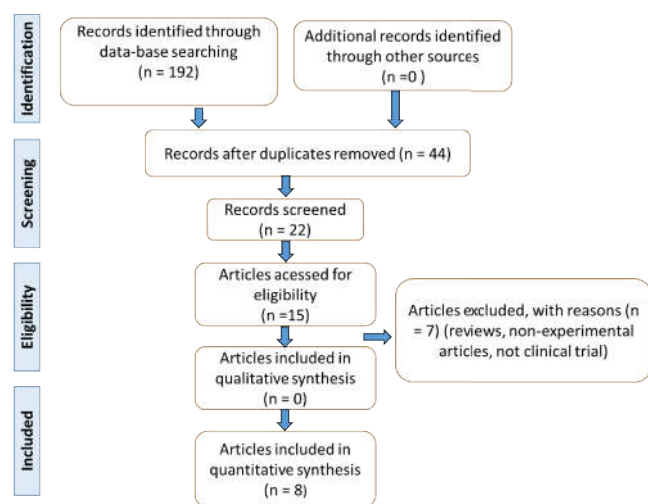 Identification
Records identified through
data-base searching
(n = 192)
Additional records identified
through other sources
(n =0 )
Screening
Records after duplicates removed (n = 44)
Records screened
(n = 22)
Eligibility
Articles acessed for
eligibility
(n =15)
Articles excluded, with reasons (n
= 7) (reviews, non-experimental
articles, not clinical trial)
Articles included in
qualitative synthesis
(n = 0)
Included
Articles included in
quantitative synthesis
(n = 8)